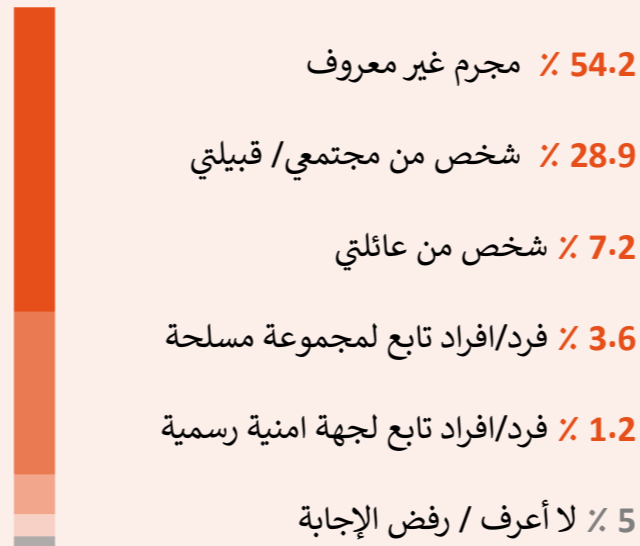 54.2 ٪ مجرم غير معروف
28.9 ٪ شخص من مجتمعي/ قبيلتي
7.2 ٪ شخص من عائلتي
3.6 ٪ فرد/افراد تابع لمجموعة مسلحة
1.2 ٪ فرد/افراد تابع لجهة امنية رسمية
5 ٪ لا أعرف / رفض الإجابة